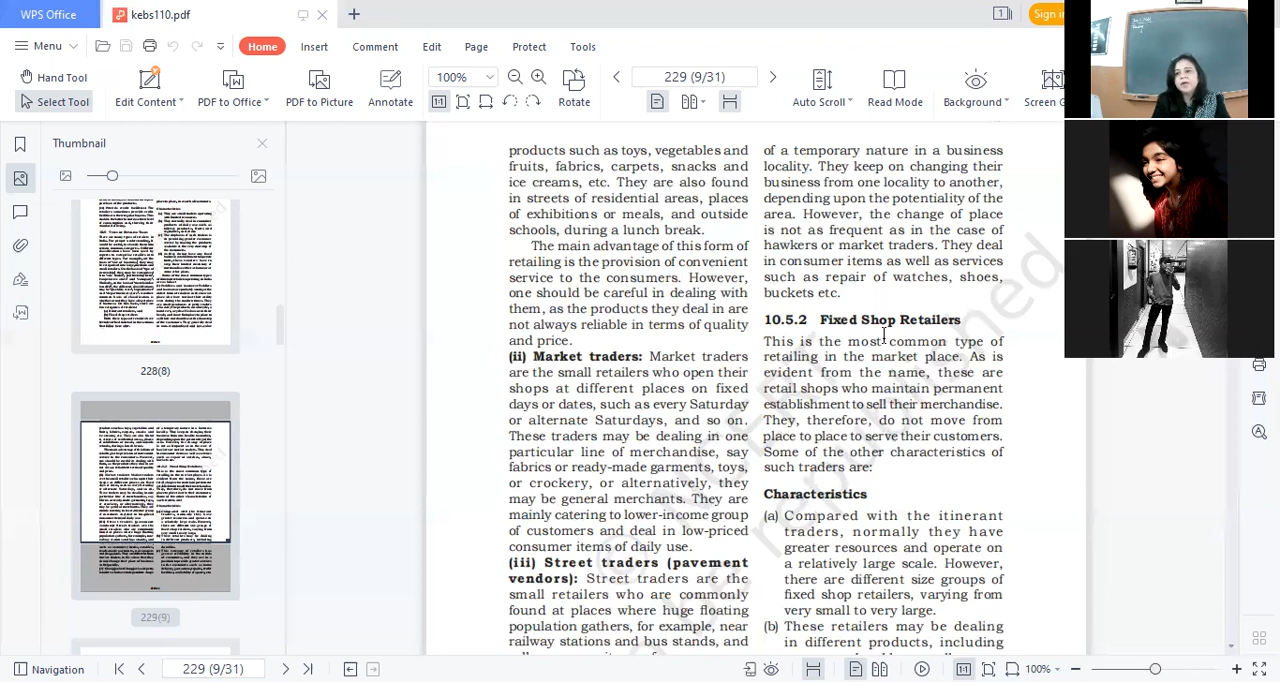 WPS Office
kebs110.pdf
1
Sign in
Menu
Home
Insert
Comment
Edit
Page
Protect
Tools
Hand Tool
Select Tool
Edit Content
PDF to Office
PDF to Picture
Annotate
100%
Rotate
229 (9/31)
Auto Scroll
Read Mode
Background
Screen G
Thumbnail
228(8)
229(9)
products such as toys, vegetables and
fruits, fabrics, carpets, snacks and
ice creams, etc. They are also found
in streets of residential areas, places
of exhibitions or meals, and outside
schools, during a lunch break.
The main advantage of this form of
retailing is the provision of convenient
service to the consumers. However,
one should be careful in dealing with
them, as the products they deal in are
not always reliable in terms of quality
and price.
(ii) Market traders: Market traders
are the small retailers who open their
shops at different places on fixed
days or dates, such as every Saturday
or alternate Saturdays, and so on.
These traders may be dealing in one
particular line of merchandise, say
fabrics or ready-made garments, toys,
or crockery, or alternatively, they
may be general merchants. They are
mainly catering to lower-income group
of customers and deal in low-priced
consumer items of daily use.
(iii) Street traders (pavement
vendors): Street traders are the
small retailers who are commonly
found at places where huge floating
population gathers, for example, near
railway stations and bus stands, and
of a temporary nature in a business
locality. They keep on changing their
business from one locality to another,
depending upon the potentiality of the
area. However, the change of place
is not as frequent as in the case of
hawkers or market traders. They deal
in consumer items as well as services
such as repair of watches, shoes,
buckets etc.
10.5.2 Fixed Shop Retailers
This is the most common type of
retailing in the market place. As is
evident from the name, these are
retail shops who maintain permanent
establishment to sell their merchandise.
They, therefore, do not move from
place to place to serve their customers.
Some of the other characteristics of
such traders are:
Characteristics
(a) Compared with the itinerant
traders, normally they have
greater resources and operate on
a relatively large scale. However,
there are different size groups of
fixed shop retailers, varying from
very small to very large.
(b) These retailers may be dealing
in different products, including
Navigation
229 (9/31)
100%